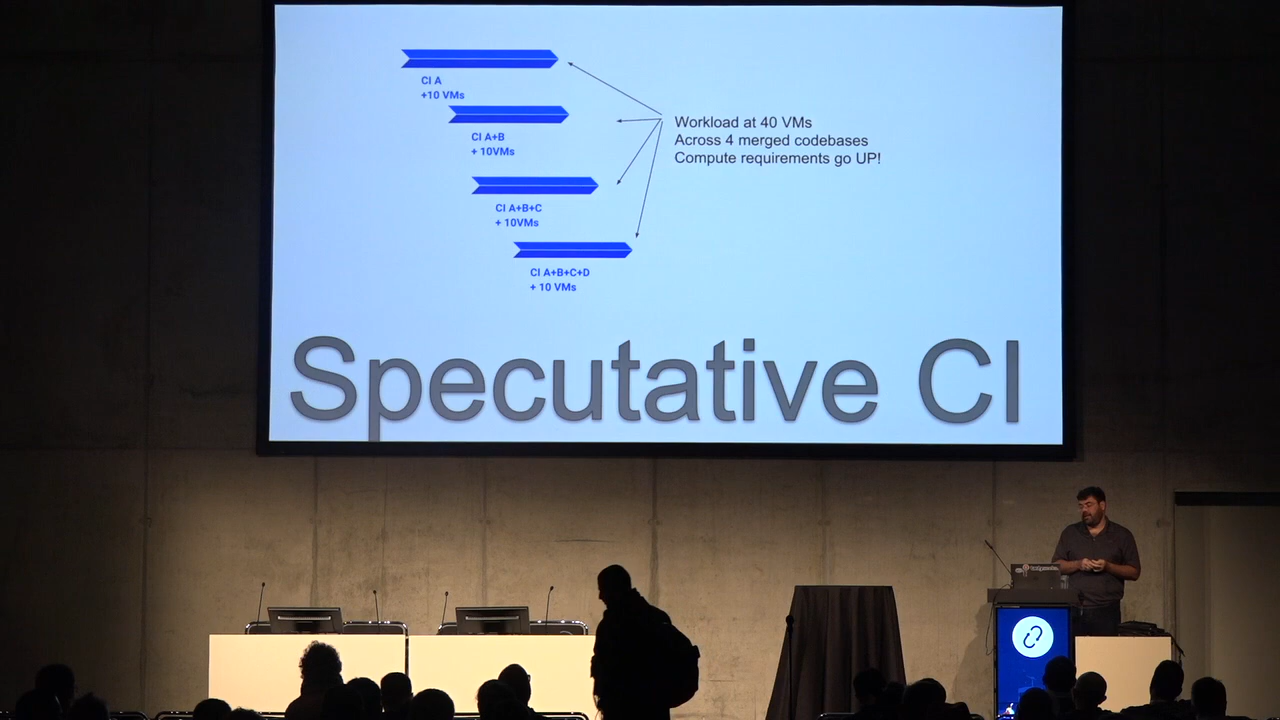 CI A
+10 VMs
CI A+B
+ 10VMs
CI A+B+C
+ 10VMs
CI A+B+C+D
+ 10 VMs
Workload at 40 VMs
Across 4 merged codebases
Compute requirements go UP!
Specutative CI